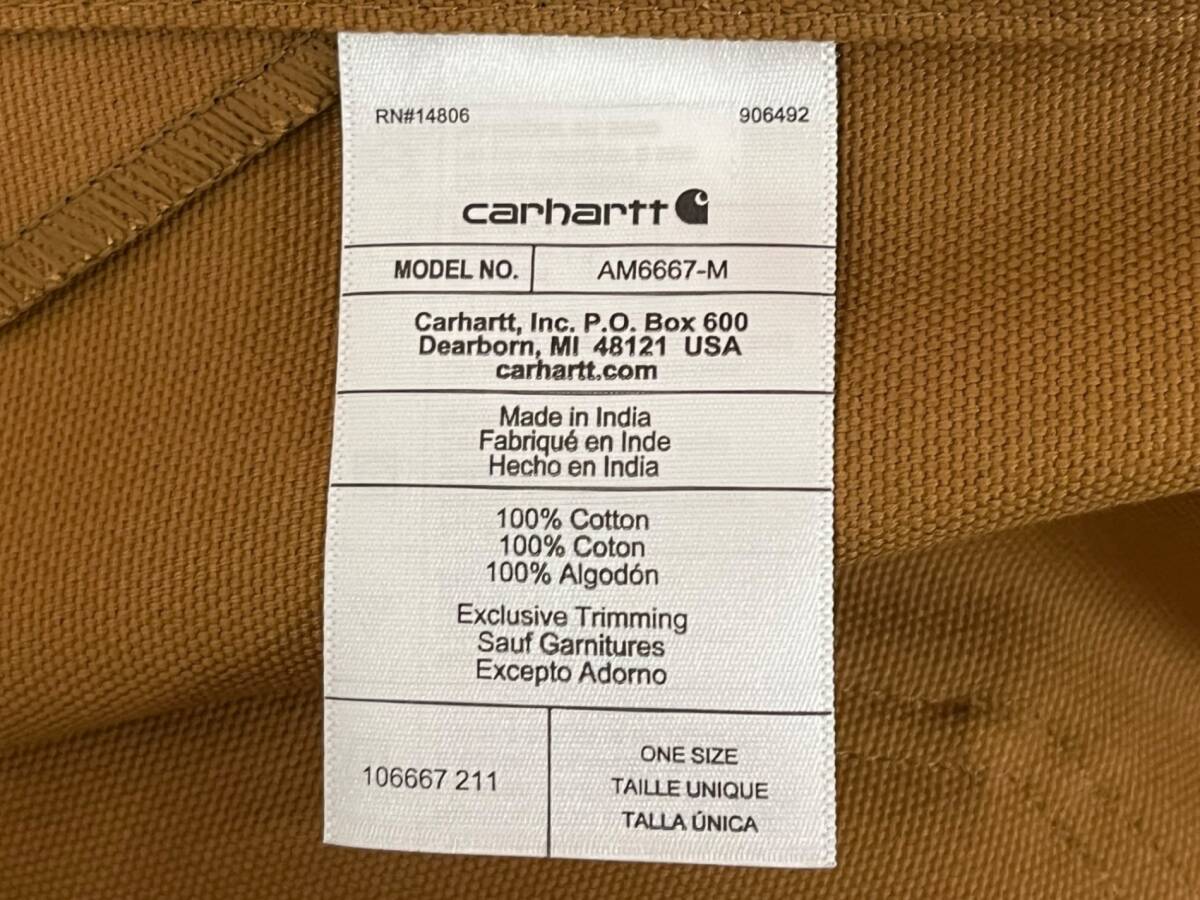 RN#14806 906492
carhartt
MODEL NO. AM6667-M
Carhartt, Inc. P.O. Box 600
Dearborn, MI 48121 USA
carhartt.com
Made in India
Fabriqué en Inde
Hecho en India
100% Cotton
100% Coton
100% Algodón
Exclusive Trimming
Sauf Garnitures
Excepto Adorno
106667 211
ONE SIZE
TAILLE UNIQUE
TALLA ÚNICA